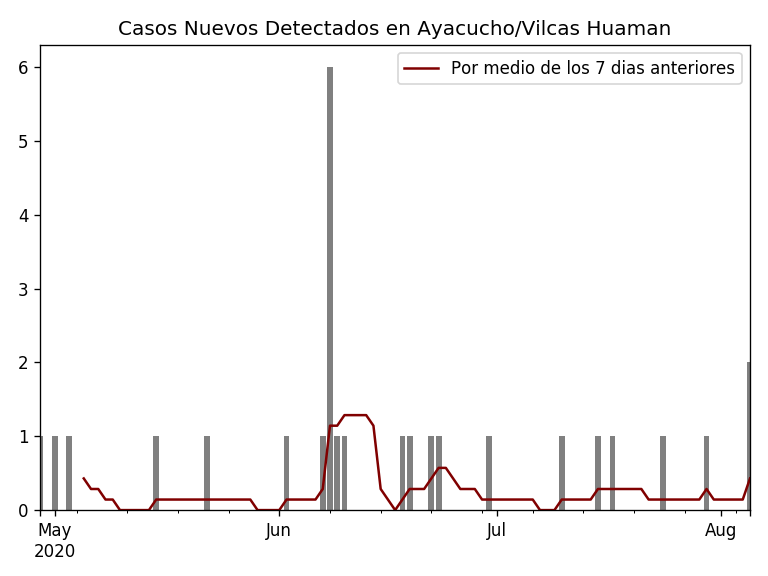 Casos Nuevos Detectados en Ayacucho/Vilcas Huaman
Por medio de los 7 dias anteriores
6
5
4
3
2
1
0
May Jun Jul Aug
2020